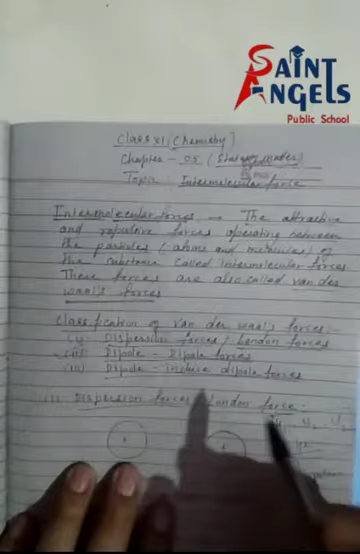 SAINT
ANGELS
Public School
Class XI (Chemistry)
Chapter - 05 (States of matter)
Topic Intermolecular force
Intermolecular forces → The attractive
and repulsive forces operating between
the particles (atoms and molecules) of
the substance called intermolecular forces
These forces are also called van der
waal's forces
Classification of van der waal's forces -
(i) Dispersion forces / London forces
(ii) Dipole - Dipole forces
(iii) Dipole - induce dipole forces
(i) Dispersion forces / London force -